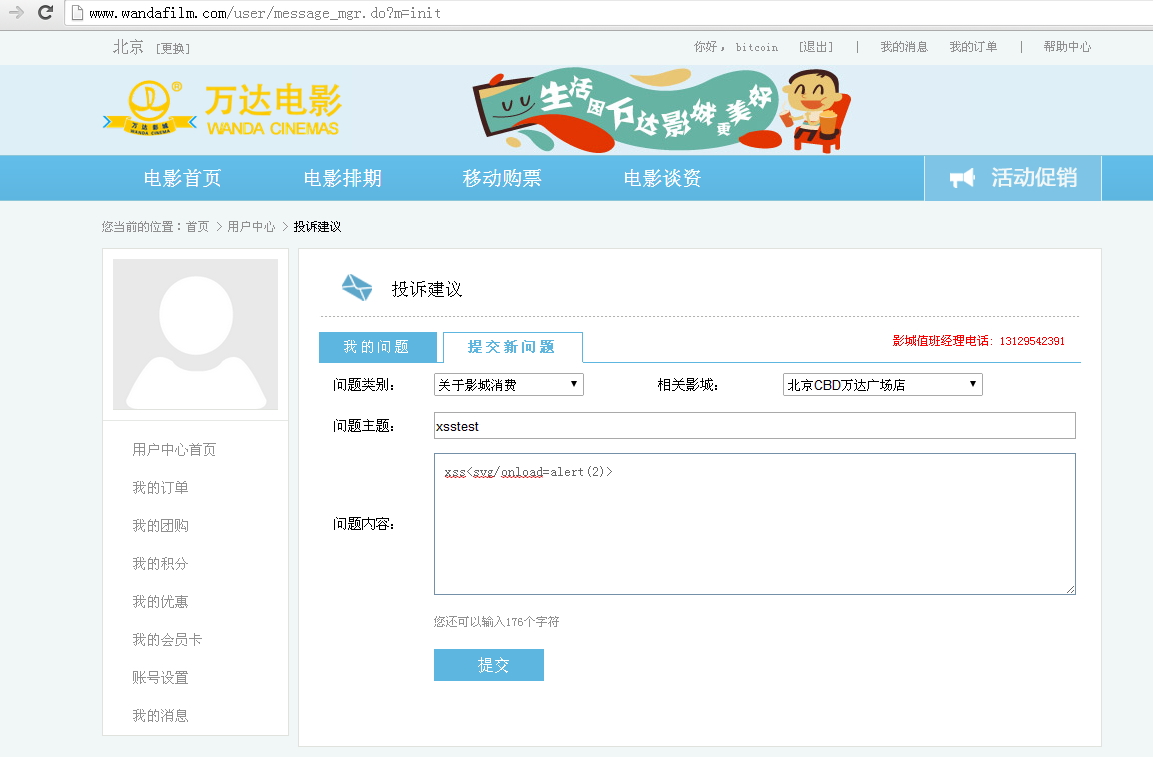 www.wandafilm.com/user/message_mgr.do?m=init
北京 [更换] 你好， bitcoin [退出] | 我的消息 我的订单 | 帮助中心
万达影城
WANDA CINEMA
®
万达电影
WANDA CINEMAS
生活因万达影城更美好
电影首页 电影排期 移动购票 电影谈资 活动促销
您当前的位置：首页 > 用户中心 > 投诉建议
投诉建议
我的问题 提交新问题 影城值班经理电话: 13129542391
问题类别: 关于影城消费 相关影城: 北京CBD万达广场店
问题主题: xsstest
问题内容: xss<svg/onload=alert(2)>
您还可以输入176个字符
提交
用户中心首页
我的订单
我的团购
我的积分
我的优惠
我的会员卡
账号设置
我的消息